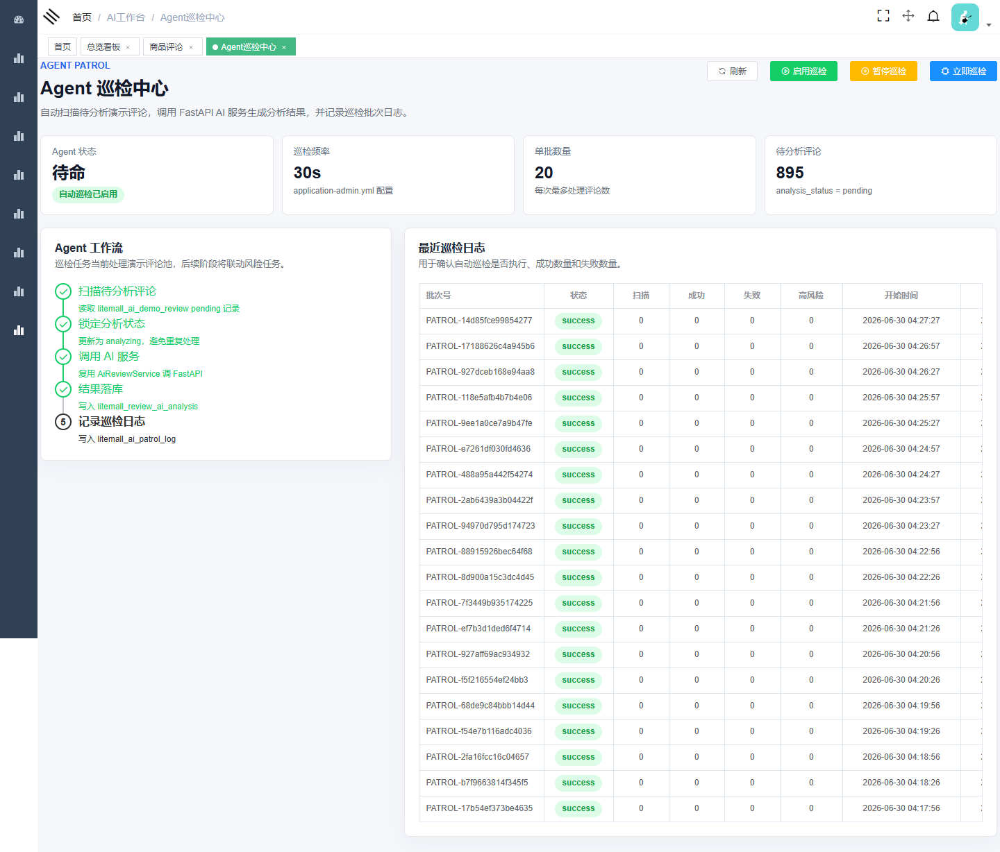 首页 / AI工作台 / Agent巡检中心
首页 总览看板 × 商品评论 × Agent巡检中心 ×
AGENT PATROL
刷新 启用巡检 暂停巡检 立即巡检
Agent 巡检中心
自动扫描待分析演示评论，调用 FastAPI AI 服务生成分析结果，并记录巡检批次日志。
Agent 状态
待命
自动巡检已启用
巡检频率
30s
application-admin.yml 配置
单批数量
20
每次最多处理评论数
待分析评论
895
analysis_status = pending
Agent 工作流
巡检任务当前处理演示评论池，后续阶段将联动风险任务。
扫描待分析评论
读取 litemall_ai_demo_review pending 记录
锁定分析状态
更新为 analyzing，避免重复处理
调用 AI 服务
复用 AiReviewService 调 FastAPI
结果落库
写入 litemall_review_ai_analysis
5 记录巡检日志
写入 litemall_ai_patrol_log
最近巡检日志
用于确认自动巡检是否执行、成功数量和失败数量。
批次号 状态 扫描 成功 失败 高风险 开始时间
PATROL-14d85fce99854277 success 0 0 0 0 2026-06-30 04:27:27
PATROL-17188626c4a945b6 success 0 0 0 0 2026-06-30 04:26:57
PATROL-927dceb168e94aa8 success 0 0 0 0 2026-06-30 04:26:27
PATROL-118e5afb4b7b4e06 success 0 0 0 0 2026-06-30 04:25:57
PATROL-9ee1a0ce7a9b47fe success 0 0 0 0 2026-06-30 04:25:27
PATROL-e7261df030fd4636 success 0 0 0 0 2026-06-30 04:24:57
PATROL-488a95a442f54274 success 0 0 0 0 2026-06-30 04:24:27
PATROL-2ab6439a3b04422f success 0 0 0 0 2026-06-30 04:23:57
PATROL-94970d795d174723 success 0 0 0 0 2026-06-30 04:23:27
PATROL-88915926bec64f68 success 0 0 0 0 2026-06-30 04:22:56
PATROL-8d900a15c3dc4d45 success 0 0 0 0 2026-06-30 04:22:26
PATROL-7f3449b935174225 success 0 0 0 0 2026-06-30 04:21:56
PATROL-ef7b3d1ded6f4714 success 0 0 0 0 2026-06-30 04:21:26
PATROL-927aff69ac934932 success 0 0 0 0 2026-06-30 04:20:56
PATROL-f5f216554ef24bb3 success 0 0 0 0 2026-06-30 04:20:26
PATROL-68de9c84bbb14d44 success 0 0 0 0 2026-06-30 04:19:56
PATROL-f54e7b116adc4036 success 0 0 0 0 2026-06-30 04:19:26
PATROL-2fa16fcc16c04657 success 0 0 0 0 2026-06-30 04:18:56
PATROL-b7f9663814f345f5 success 0 0 0 0 2026-06-30 04:18:26
PATROL-17b54ef373be4635 success 0 0 0 0 2026-06-30 04:17:56